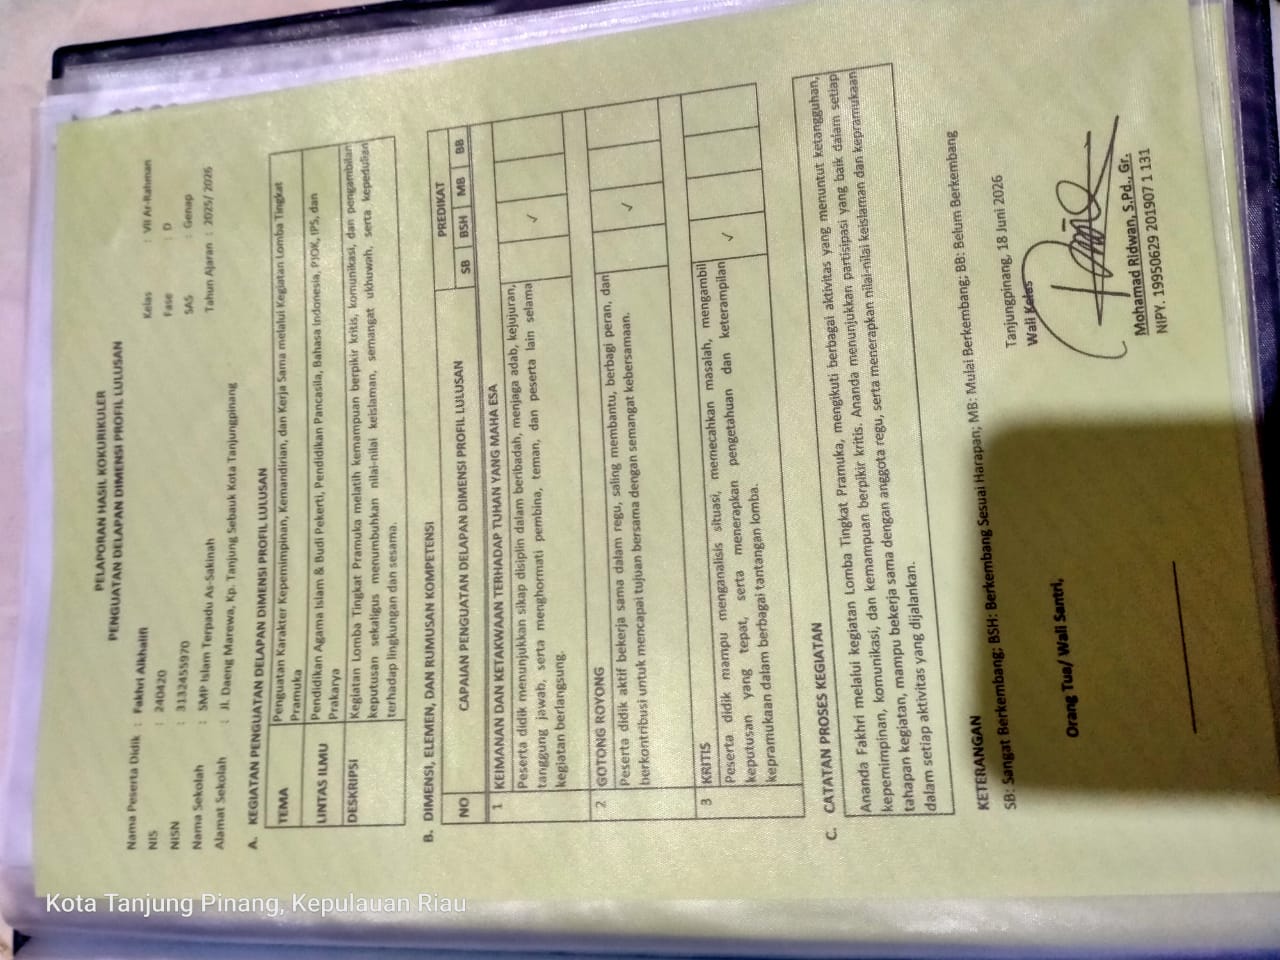 PELAPORAN HASIL KOKURIKULER
PENGUATAN DELAPAN DIMENSI PROFIL LULUSAN
Nama Peserta Didik : Fakhri Alkhalifi
Kelas : VII Ar-Rahman
NIS : 240420
Fase : D
NISN : 3132455970
SAS : Genap
Nama Sekolah : SMP Islam Terpadu As-Sakinah
Tahun Ajaran : 2025/ 2026
Alamat Sekolah : Jl. Daeng Marewa, Kp. Tanjung Sebauk Kota Tanjungpinang
A. KEGIATAN PENGUATAN DELAPAN DIMENSI PROFIL LULUSAN
TEMA Penguatan Karakter Kepemimpinan, Kemandirian, dan Kerja Sama melalui Kegiatan Lomba Tingkat
Pramuka
LINTAS ILMU Pendidikan Agama Islam & Budi Pekerti, Pendidikan Pancasila, Bahasa Indonesia, PJOK, IPS, dan
Prakarya
DESKRIPSI Kegiatan Lomba Tingkat Pramuka melatih kemampuan berpikir kritis, komunikasi, dan pengambilan
keputusan sekaligus menumbuhkan nilai-nilai keislaman, semangat ukhuwah, serta kepedulian
terhadap lingkungan dan sesama.
B. DIMENSI, ELEMEN, DAN RUMUSAN KOMPETENSI
NO CAPAIAN PENGUATAN DELAPAN DIMENSI PROFIL LULUSAN PREDIKAT
SB BSH MB BB
1 KEIMANAN DAN KETAKWAAN TERHADAP TUHAN YANG MAHA ESA
Peserta didik menunjukkan sikap disiplin dalam beribadah, menjaga adab, kejujuran, ✓
tanggung jawab, serta menghormati pembina, teman, dan peserta lain selama
kegiatan berlangsung.
2 GOTONG ROYONG
Peserta didik aktif bekerja sama dalam regu, saling membantu, berbagi peran, dan ✓
berkontribusi untuk mencapai tujuan bersama dengan semangat kebersamaan.
3 KRITIS
Peserta didik mampu menganalisis situasi, memecahkan masalah, mengambil ✓
keputusan yang tepat, serta menerapkan pengetahuan dan keterampilan
kepramukaan dalam berbagai tantangan lomba.
C. CATATAN PROSES KEGIATAN
Ananda Fakhri melalui kegiatan Lomba Tingkat Pramuka, mengikuti berbagai aktivitas yang menuntut ketangguhan,
kepemimpinan, komunikasi, dan kemampuan berpikir kritis. Ananda menunjukkan partisipasi yang baik dalam setiap
tahapan kegiatan, mampu bekerja sama dengan anggota regu, serta menerapkan nilai-nilai keislaman dan kepramukaan
dalam setiap aktivitas yang dijalankan.
KETERANGAN
SB: Sangat Berkembang; BSH: Berkembang Sesuai Harapan; MB: Mulai Berkembang; BB: Belum Berkembang
Tanjungpinang, 18 Juni 2026
Wali Kelas
Orang Tua/ Wali Santri,
Mohamad Ridwan, S.Pd., Gr.
NIPY. 19950629 201907 1 131
Kota Tanjung Pinang, Kepulauan Riau